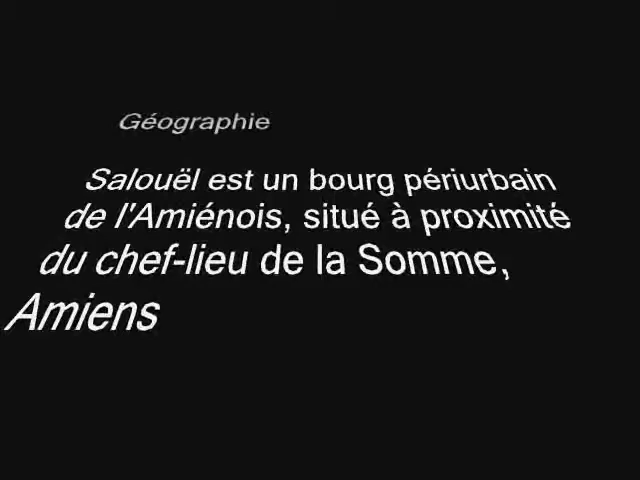 Géographie
Salouël est un bourg périurbain
de l'Amiénois, situé à proximité
du chef-lieu de la Somme,
Amiens